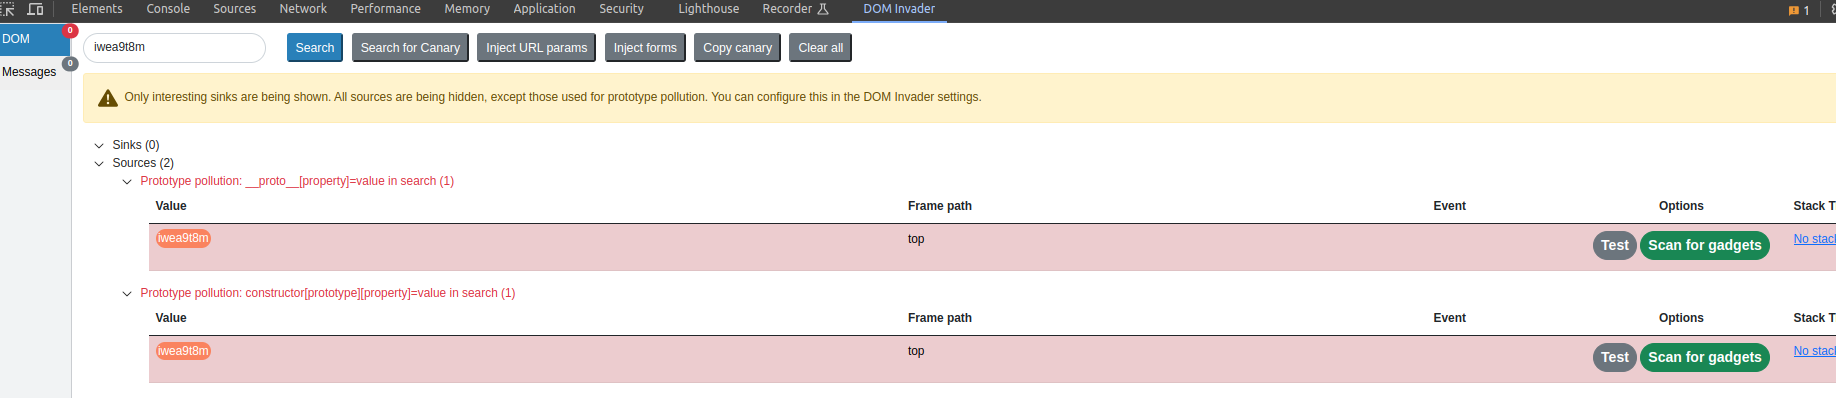 Elements Console Sources Network Performance Memory Application Security Lighthouse Recorder DOM Invader 1
DOM 0
Messages 0
iwea9t8m Search Search for Canary Inject URL params Inject forms Copy canary Clear all
Only interesting sinks are being shown. All sources are being hidden, except those used for prototype pollution. You can configure this in the DOM Invader settings.
Sinks (0)
Sources (2)
Prototype pollution: __proto__[property]=value in search (1)
Value Frame path Event Options Stack T
iwea9t8m top Test Scan for gadgets No stac
Prototype pollution: constructor[prototype][property]=value in search (1)
Value Frame path Event Options Stack T
iwea9t8m top Test Scan for gadgets No stac